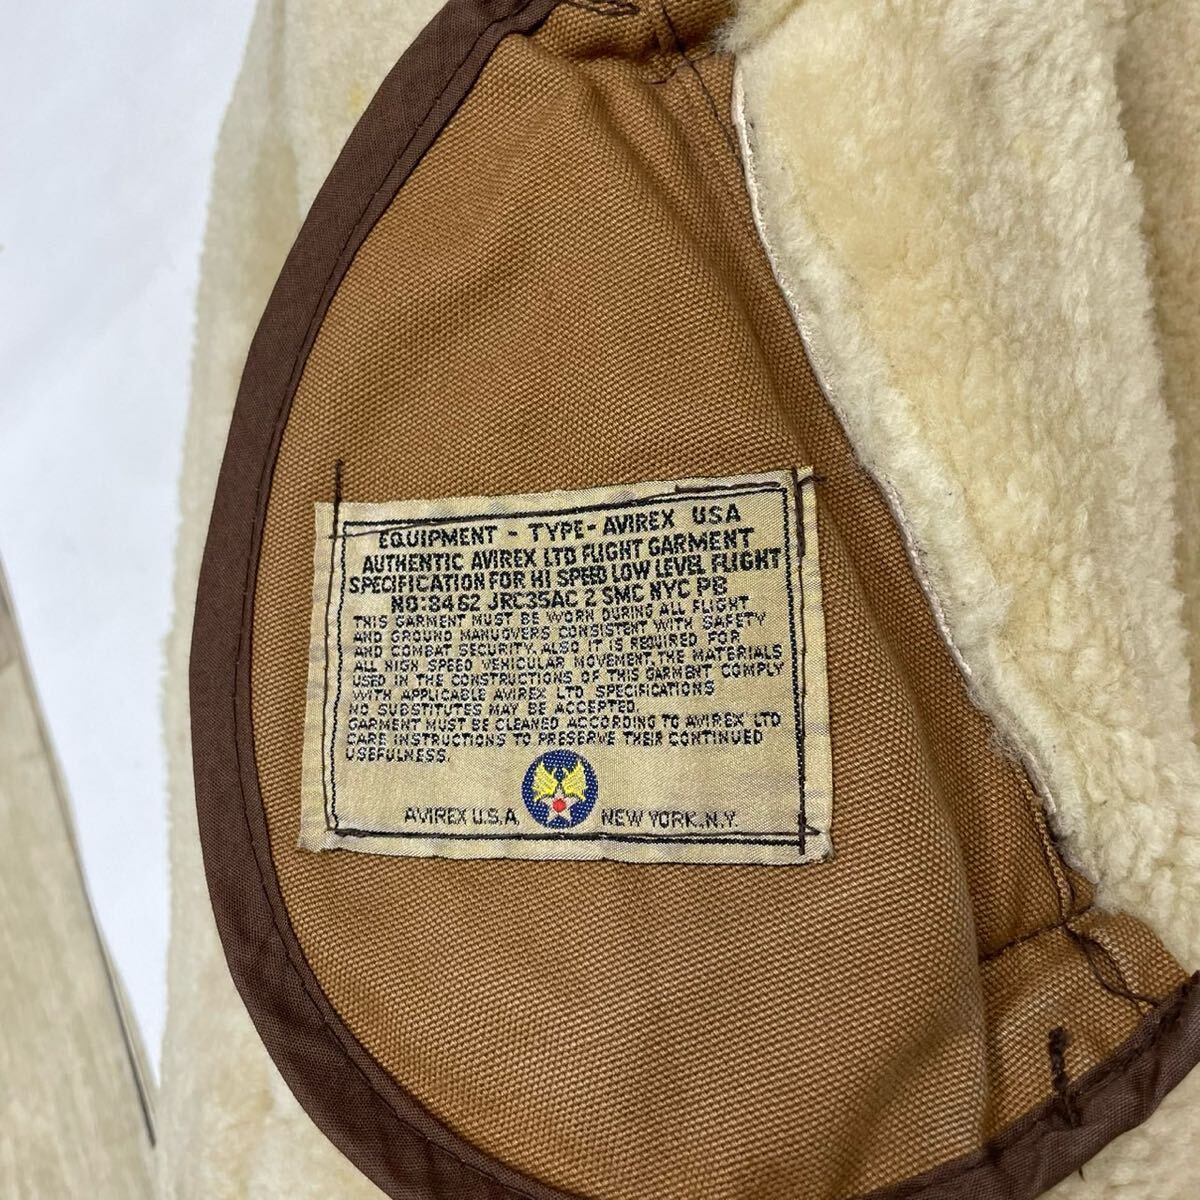 EQUIPMENT - TYPE - AVIREX USA
AUTHENTIC AVIREX LTD FLIGHT GARMENT
SPECIFICATION FOR HI SPEED LOW LEVEL FLIGHT
NO:8462 JRC35AC 2 SMC NYC PB
THIS GARMENT MUST BE WORN DURING ALL FLIGHT
AND GROUND MANUOVERS CONSISTENT WITH SAFETY
AND COMBAT SECURITY. ALSO IT IS REQUIRED FOR
ALL HIGH SPEED VEHICULAR MOVEMENT. THE MATERIALS
USED IN THE CONSTRUCTIONS OF THIS GARMENT COMPLY
WITH APPLICABLE AVIREX LTD SPECIFICATIONS
NO SUBSTITUTES MAY BE ACCEPTED.
GARMENT MUST BE CLEANED ACCORDING TO AVIREX LTD
CARE INSTRUCTIONS TO PRESERVE THEIR CONTINUED
USEFULNESS.
AVIREX U.S.A. NEW YORK. N.Y.